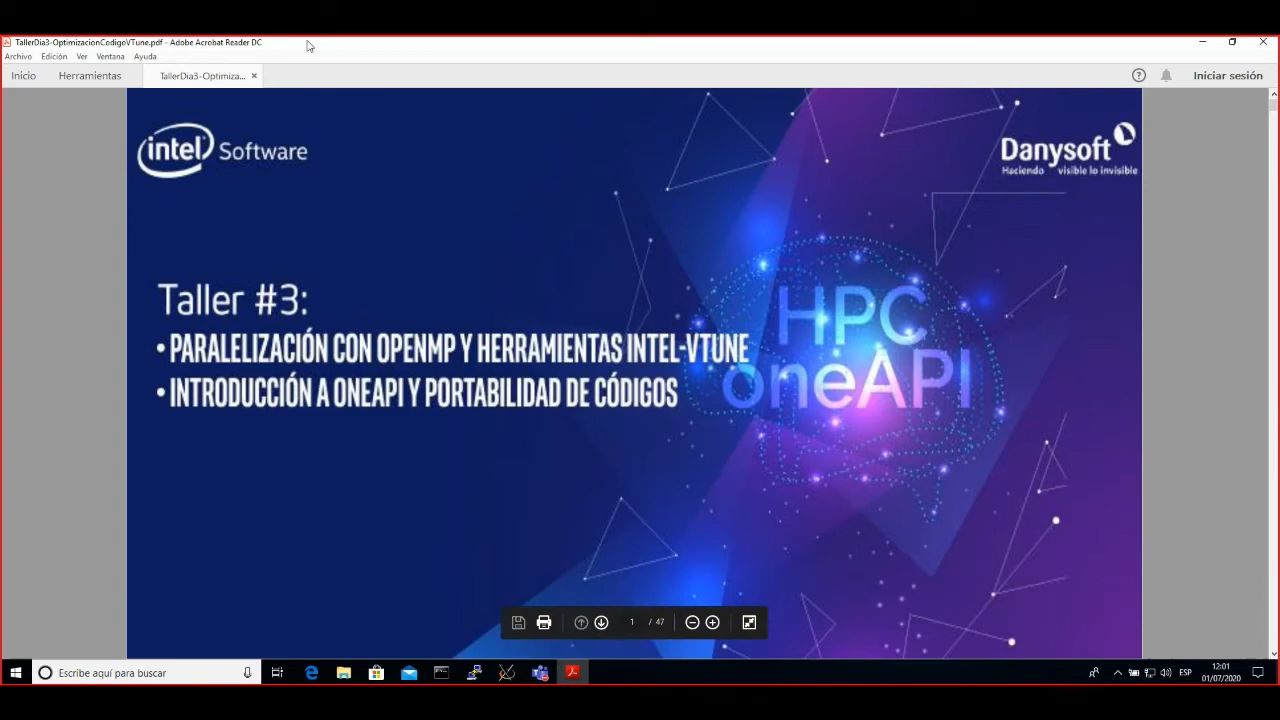 TallerDia3-OptimizacionCodigoVTune.pdf - Adobe Acrobat Reader DC
Archivo Edición Ver Ventana Ayuda
Inicio Herramientas TallerDia3-Optimiza... × Iniciar sesión
intel Software
Danysoft
Haciendo visible lo invisible
Taller #3:
• PARALELIZACIÓN CON OPENMP Y HERRAMIENTAS INTEL-VTUNE
• INTRODUCCIÓN A ONEAPI Y PORTABILIDAD DE CÓDIGOS
HPC
oneAPI
1 / 47
Escribe aquí para buscar
ESP
12:01
01/07/2020